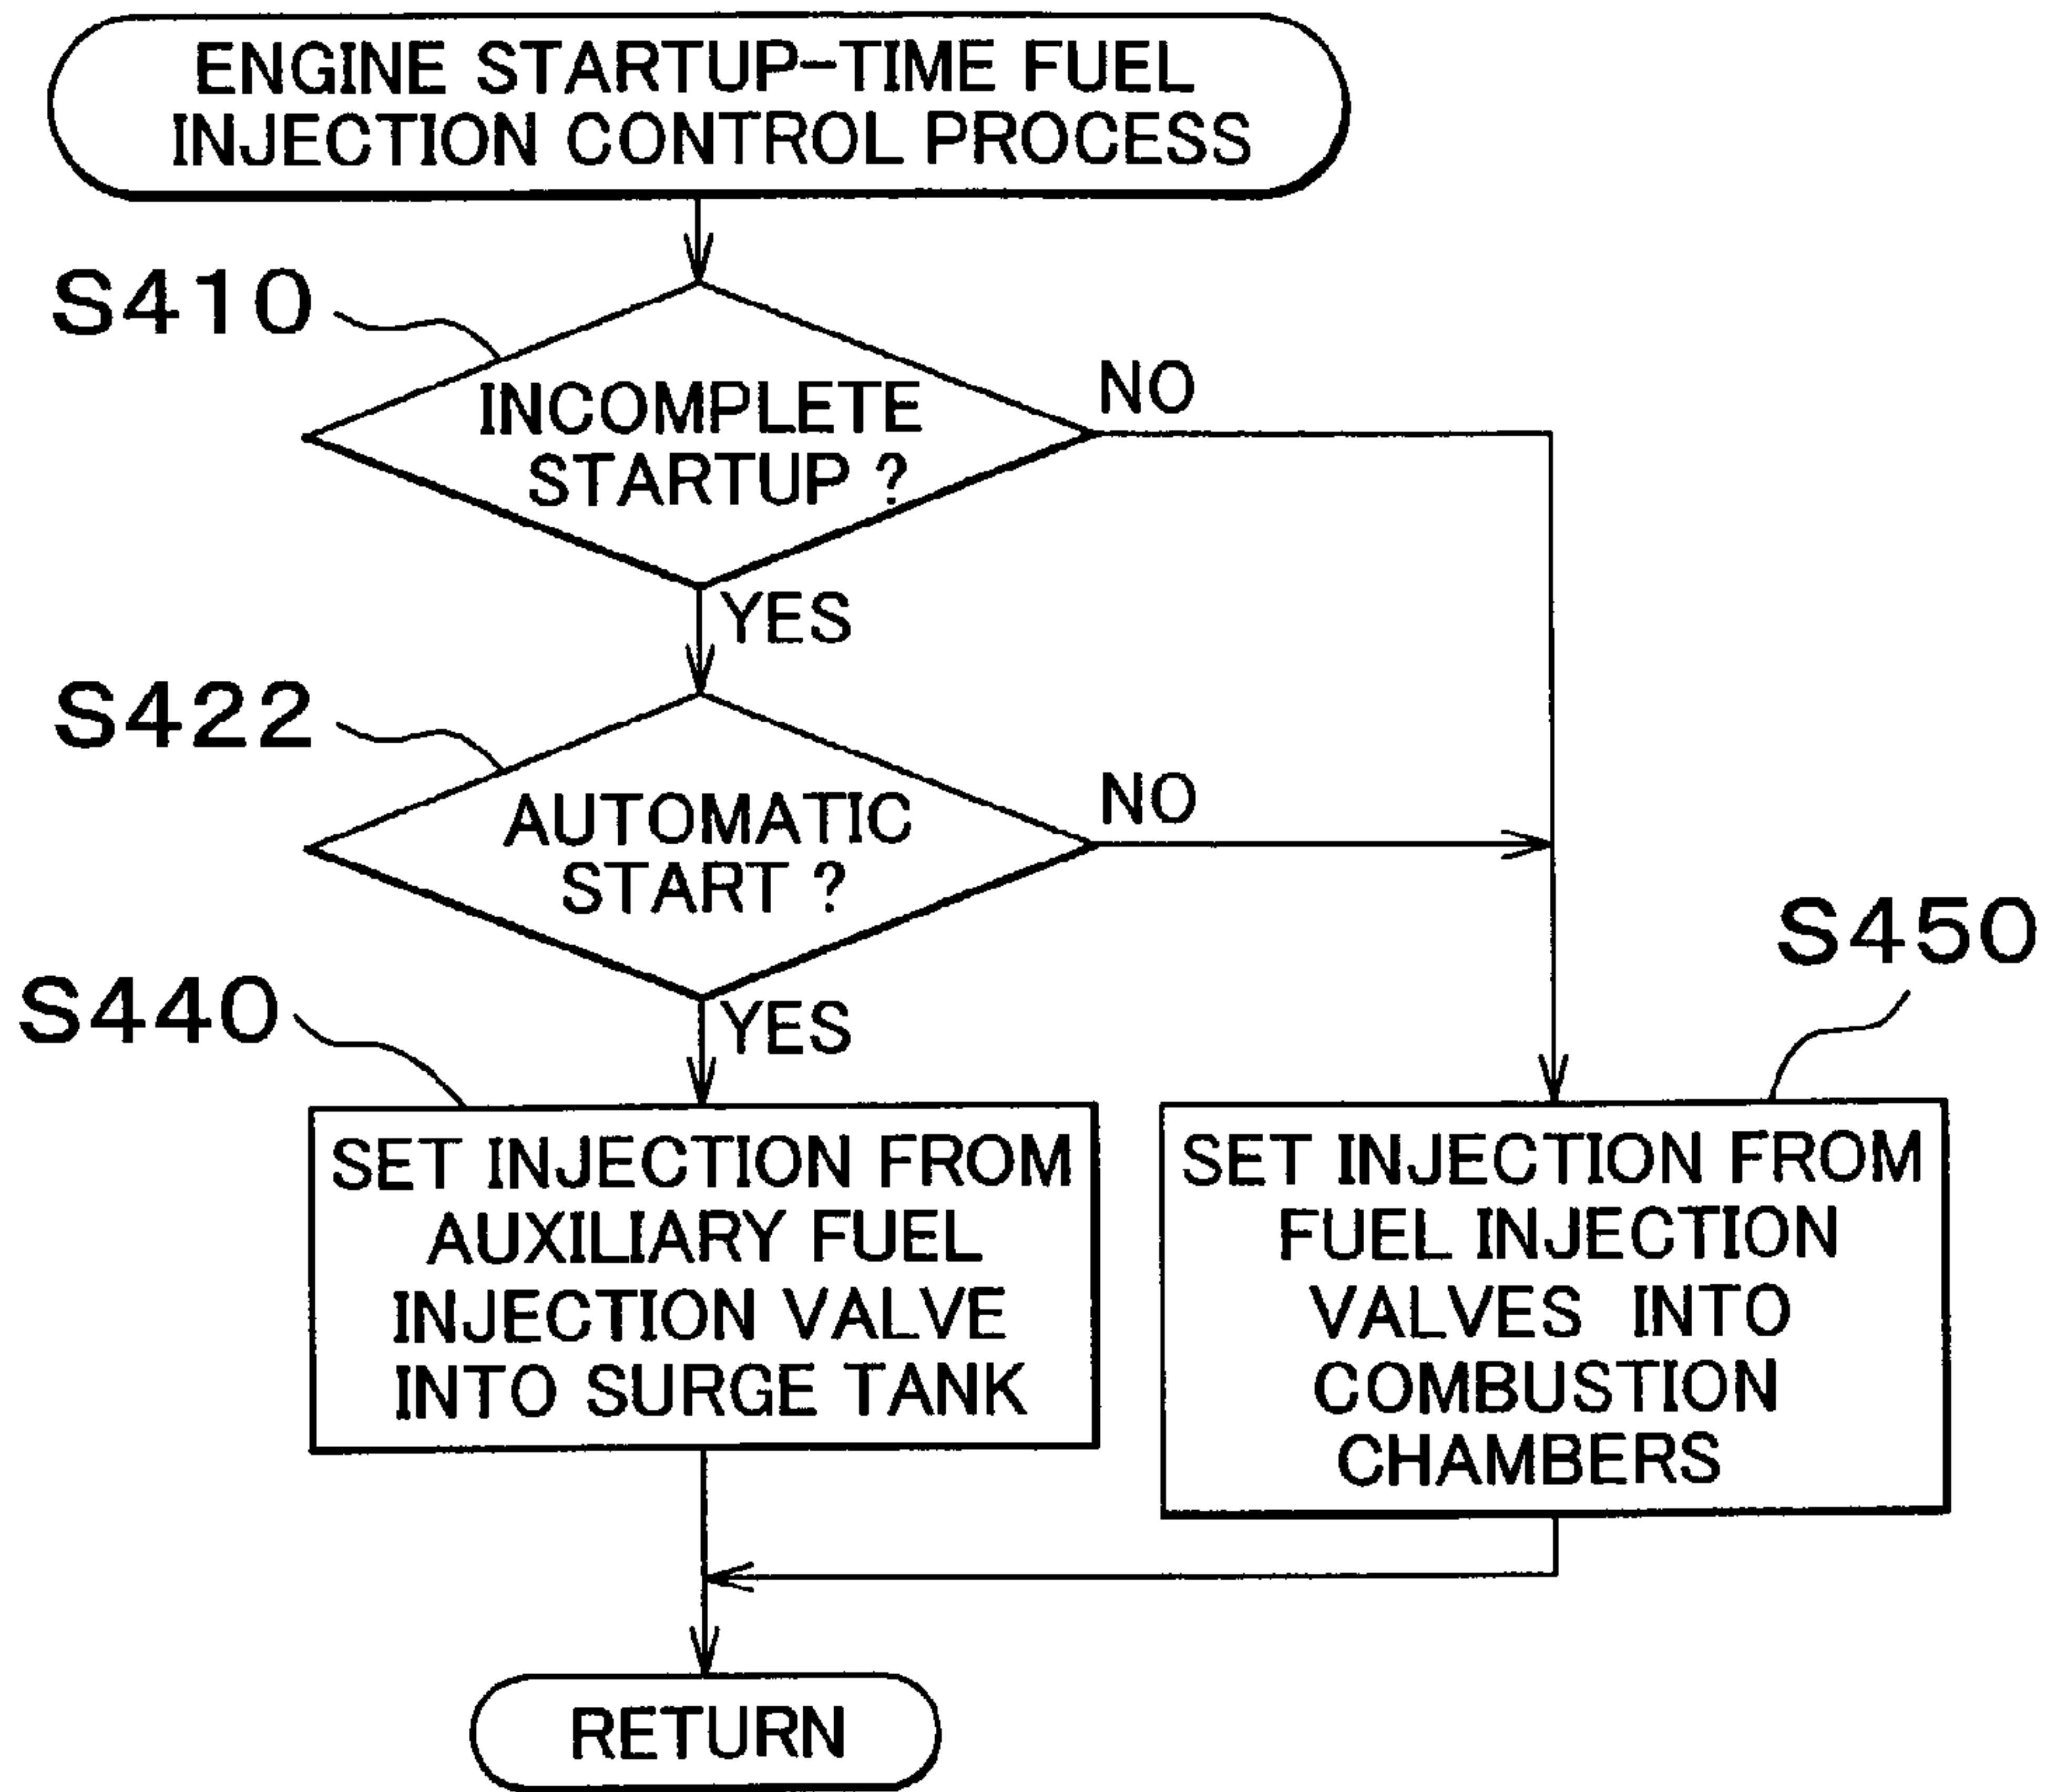 ENGINE STARTUP-TIME FUEL
INJECTION CONTROL PROCESS
S410
INCOMPLETE
STARTUP ?
NO
YES
S422
AUTOMATIC
START ?
NO
YES
S440
SET INJECTION FROM
AUXILIARY FUEL
INJECTION VALVE
INTO SURGE TANK
S450
SET INJECTION FROM
FUEL INJECTION
VALVES INTO
COMBUSTION
CHAMBERS
RETURN